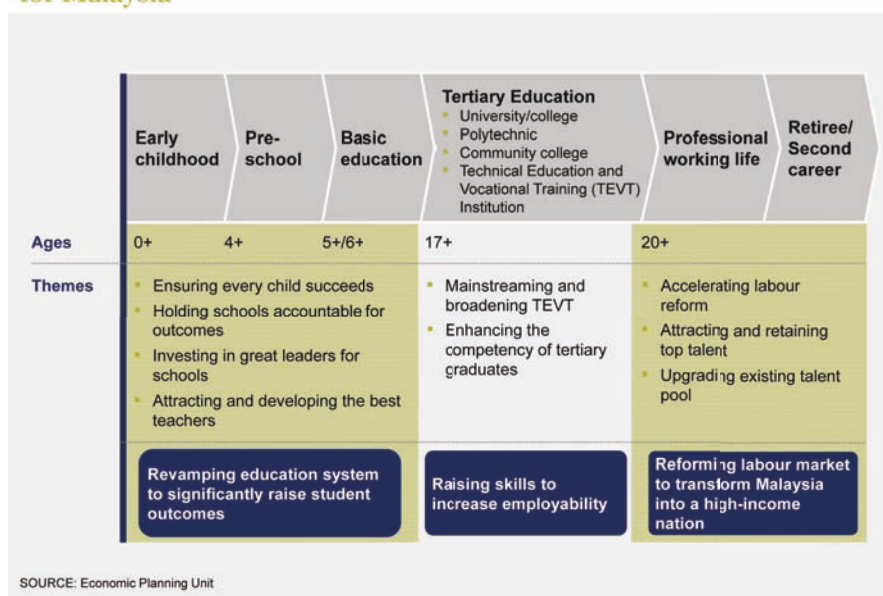 for Malaysia
Early
childhood
Pre-
school
Basic
education
Tertiary Education
University/college
Polytechnic
Community college
Technical Education and
Vocational Training (TEVT)
Institution
Professional
working life
Retiree/
Second
career
Ages
0+
4+
5+/6+
17+
20+
Themes
Ensuring every child succeeds
Holding schools accountable for
outcomes
Investing in great leaders for
schools
Attracting and developing the best
teachers
Mainstreaming and
broadening TEVT
Enhancing the
competency of tertiary
graduates
Accelerating labour
reform
Attracting and retaining
top talent
Upgrading existing talent
pool
Revamping education system
to significantly raise student
outcomes
Raising skills to
increase employability
Reforming labour market
to transform Malaysia
into a high-income
nation
SOURCE: Economic Planning Unit